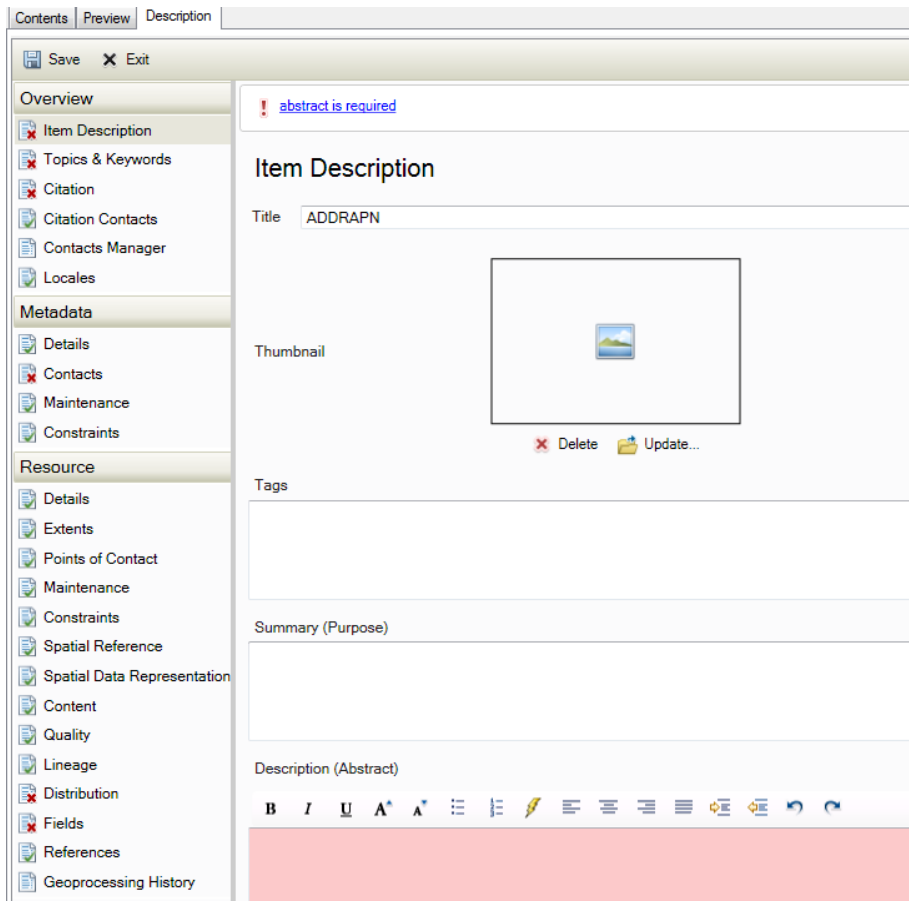 Contents Preview Description
Save Exit
Overview
Item Description
Topics & Keywords
Citation
Citation Contacts
Contacts Manager
Locales
Metadata
Details
Contacts
Maintenance
Constraints
Resource
Details
Extents
Points of Contact
Maintenance
Constraints
Spatial Reference
Spatial Data Representation
Content
Quality
Lineage
Distribution
Fields
References
Geoprocessing History
! abstract is required
Item Description
Title ADDRAPN
Thumbnail
Delete Update...
Tags
Summary (Purpose)
Description (Abstract)
B I U A A